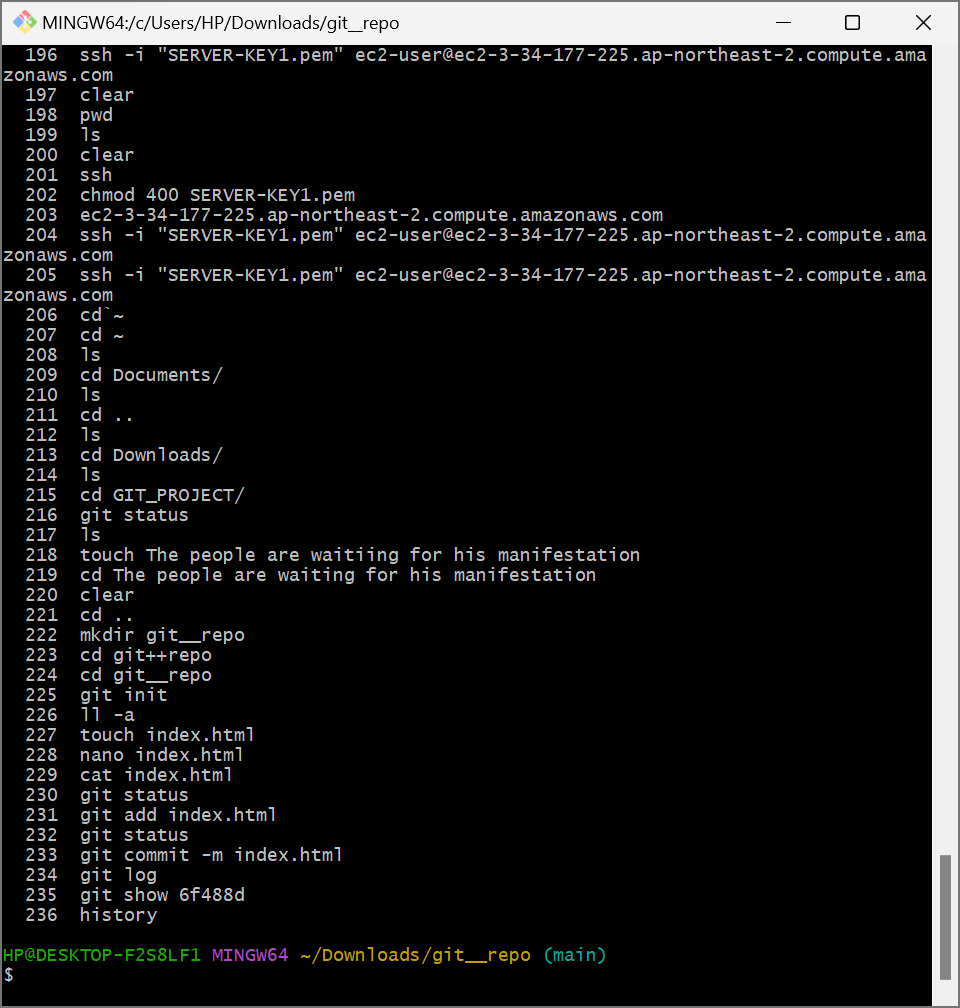 MINGW64:/c/Users/HP/Downloads/git__repo
196 ssh -i "SERVER-KEY1.pem" ec2-user@ec2-3-34-177-225.ap-northeast-2.compute.ama
zonaws.com
197 clear
198 pwd
199 ls
200 clear
201 ssh
202 chmod 400 SERVER-KEY1.pem
203 ec2-3-34-177-225.ap-northeast-2.compute.amazonaws.com
204 ssh -i "SERVER-KEY1.pem" ec2-user@ec2-3-34-177-225.ap-northeast-2.compute.ama
zonaws.com
205 ssh -i "SERVER-KEY1.pem" ec2-user@ec2-3-34-177-225.ap-northeast-2.compute.ama
zonaws.com
206 cd`~
207 cd ~
208 ls
209 cd Documents/
210 ls
211 cd ..
212 ls
213 cd Downloads/
214 ls
215 cd GIT_PROJECT/
216 git status
217 ls
218 touch The people are waitiing for his manifestation
219 cd The people are waiting for his manifestation
220 clear
221 cd ..
222 mkdir git__repo
223 cd git++repo
224 cd git__repo
225 git init
226 ll -a
227 touch index.html
228 nano index.html
229 cat index.html
230 git status
231 git add index.html
232 git status
233 git commit -m index.html
234 git log
235 git show 6f488d
236 history
HP@DESKTOP-F2S8LF1 MINGW64 ~/Downloads/git__repo (main)
$